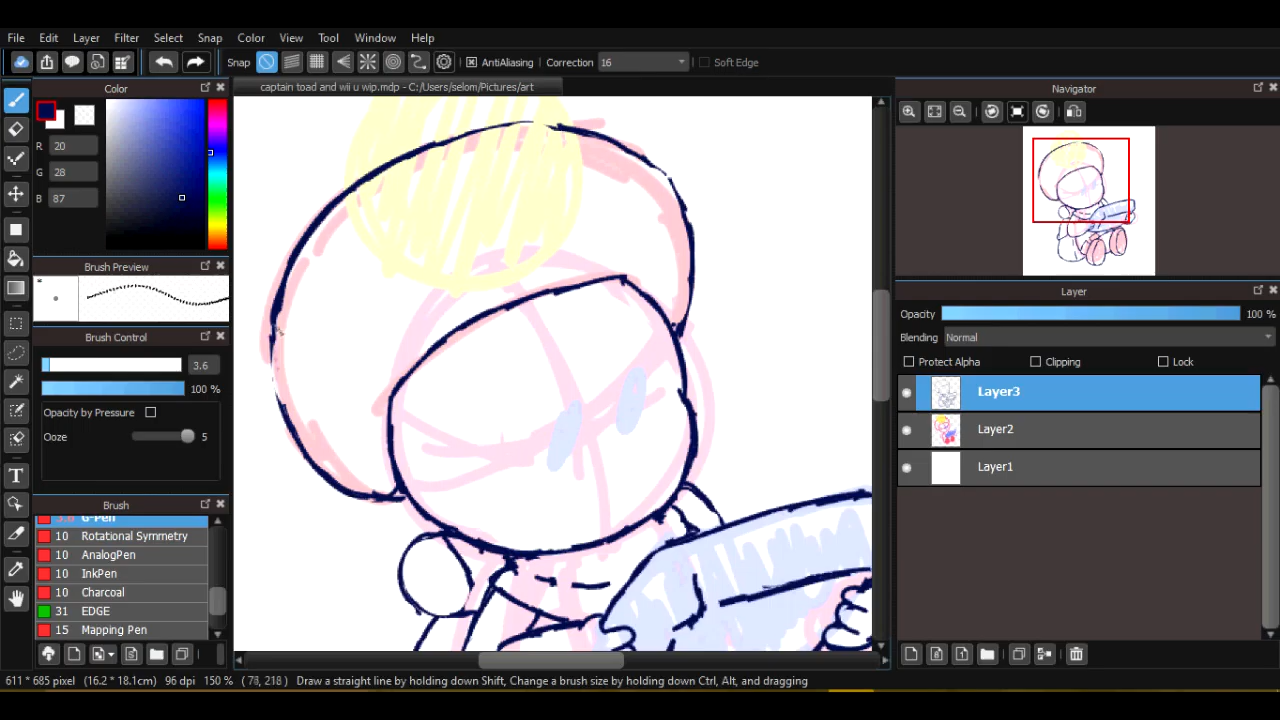 File Edit Layer Filter Select Snap Color View Tool Window Help
Snap AntiAliasing Correction 16 Soft Edge
Color
captain toad and wii u wip.mdp - C:/Users/selom/Pictures/art
Navigator
R 20
G 28
B 87
Brush Preview
Brush Control
3.6
100 %
Opacity by Pressure
Ooze 5
Brush
3.6 G-Pen
10 Rotational Symmetry
10 AnalogPen
10 InkPen
10 Charcoal
31 EDGE
15 Mapping Pen
Layer
Opacity 100 %
Blending Normal
Protect Alpha Clipping Lock
Layer3
Layer2
Layer1
611 * 685 pixel (16.2 * 18.1cm) 96 dpi 150 % ( 78, 218 ) Draw a straight line by holding down Shift, Change a brush size by holding down Ctrl, Alt, and dragging